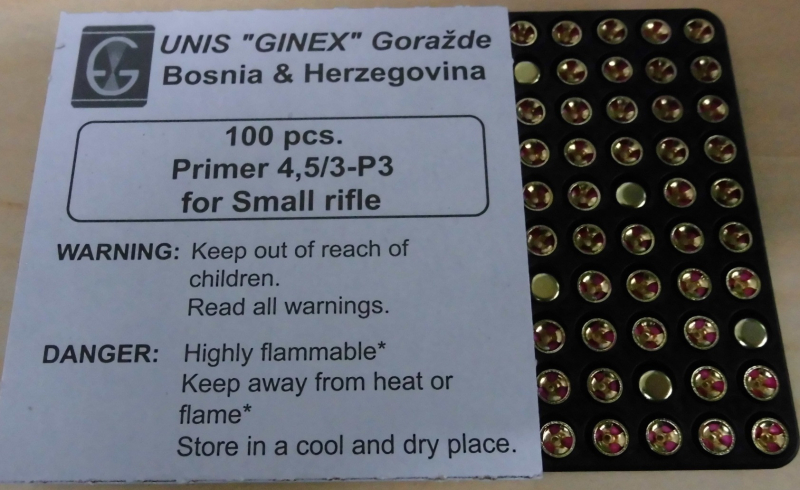 UNIS "GINEX" Goražde
Bosnia & Herzegovina
100 pcs.
Primer 4,5/3-P3
for Small rifle
WARNING: Keep out of reach of
children.
Read all warnings.
DANGER: Highly flammable*
Keep away from heat or
flame*
Store in a cool and dry place.